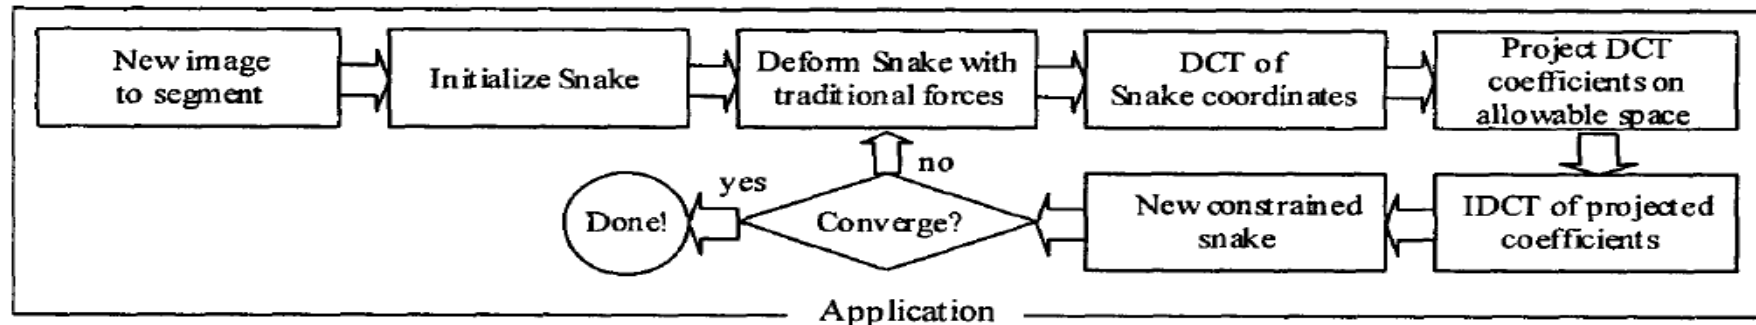 New image
to segment
Initialize Snake
Deform Snake with
traditional forces
DCT of
Snake coordinates
Project DCT
coefficients on
allowable space
no
yes
Done!
Converge?
New constrained
snake
IDCT of projected
coefficients
Application